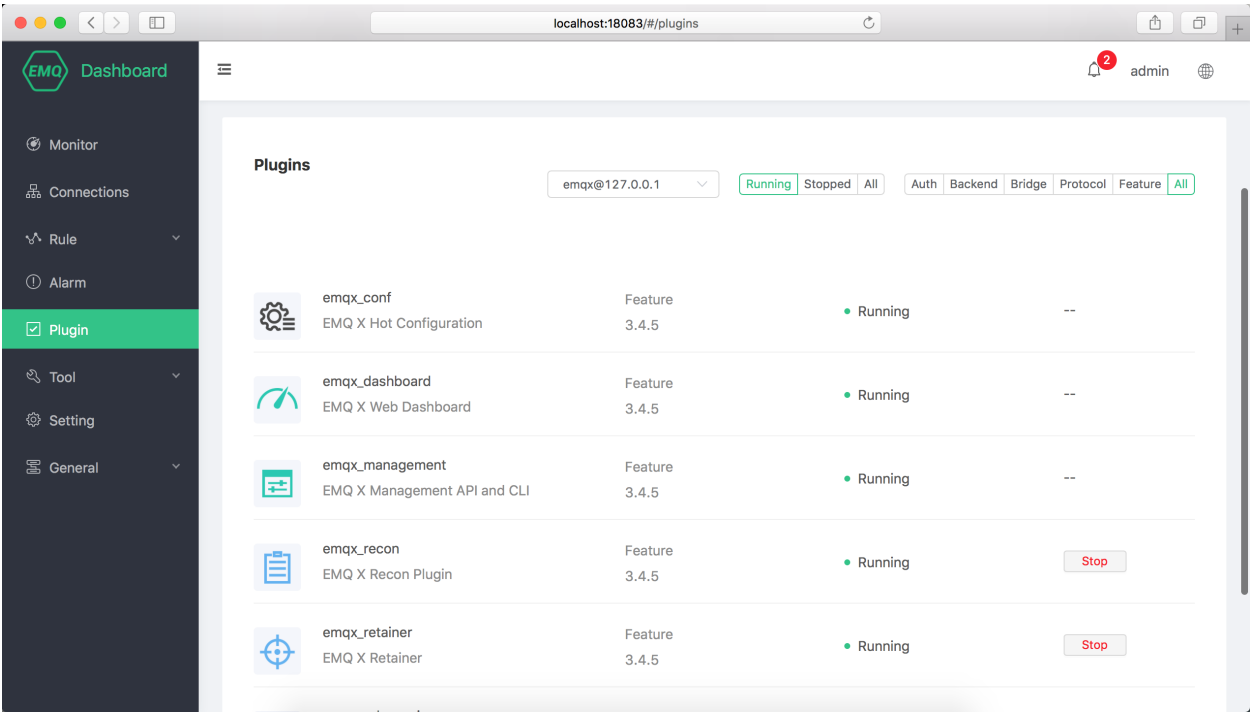 localhost:18083/#/plugins
EMQ Dashboard
2
admin
Monitor
Connections
Rule
Alarm
Plugin
Tool
Setting
General
Plugins
emqx@127.0.0.1
Running Stopped All
Auth Backend Bridge Protocol Feature All
emqx_conf
EMQ X Hot Configuration
Feature
3.4.5
Running
--
emqx_dashboard
EMQ X Web Dashboard
Feature
3.4.5
Running
--
emqx_management
EMQ X Management API and CLI
Feature
3.4.5
Running
--
emqx_recon
EMQ X Recon Plugin
Feature
3.4.5
Running
Stop
emqx_retainer
EMQ X Retainer
Feature
3.4.5
Running
Stop